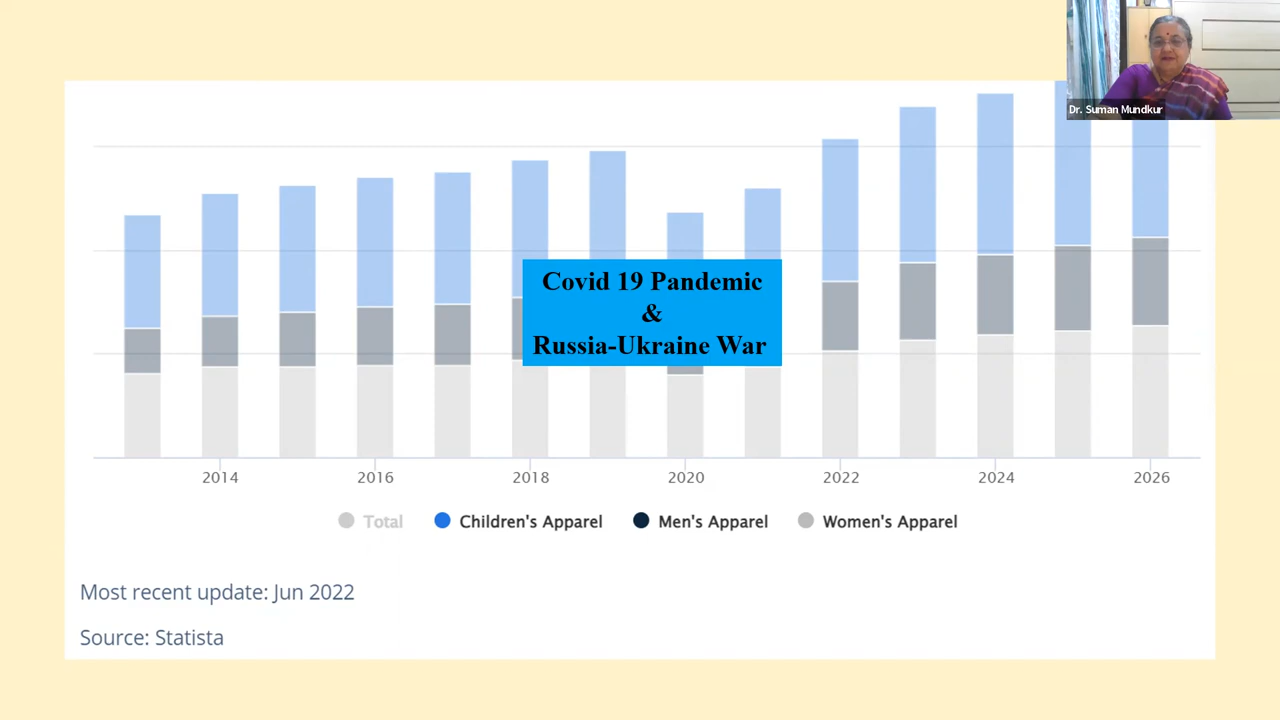 Dr. Suman Mundkur
Covid 19 Pandemic
&
Russia-Ukraine War
2014 2016 2018 2020 2022 2024 2026
Total Children's Apparel Men's Apparel Women's Apparel
Most recent update: Jun 2022
Source: Statista